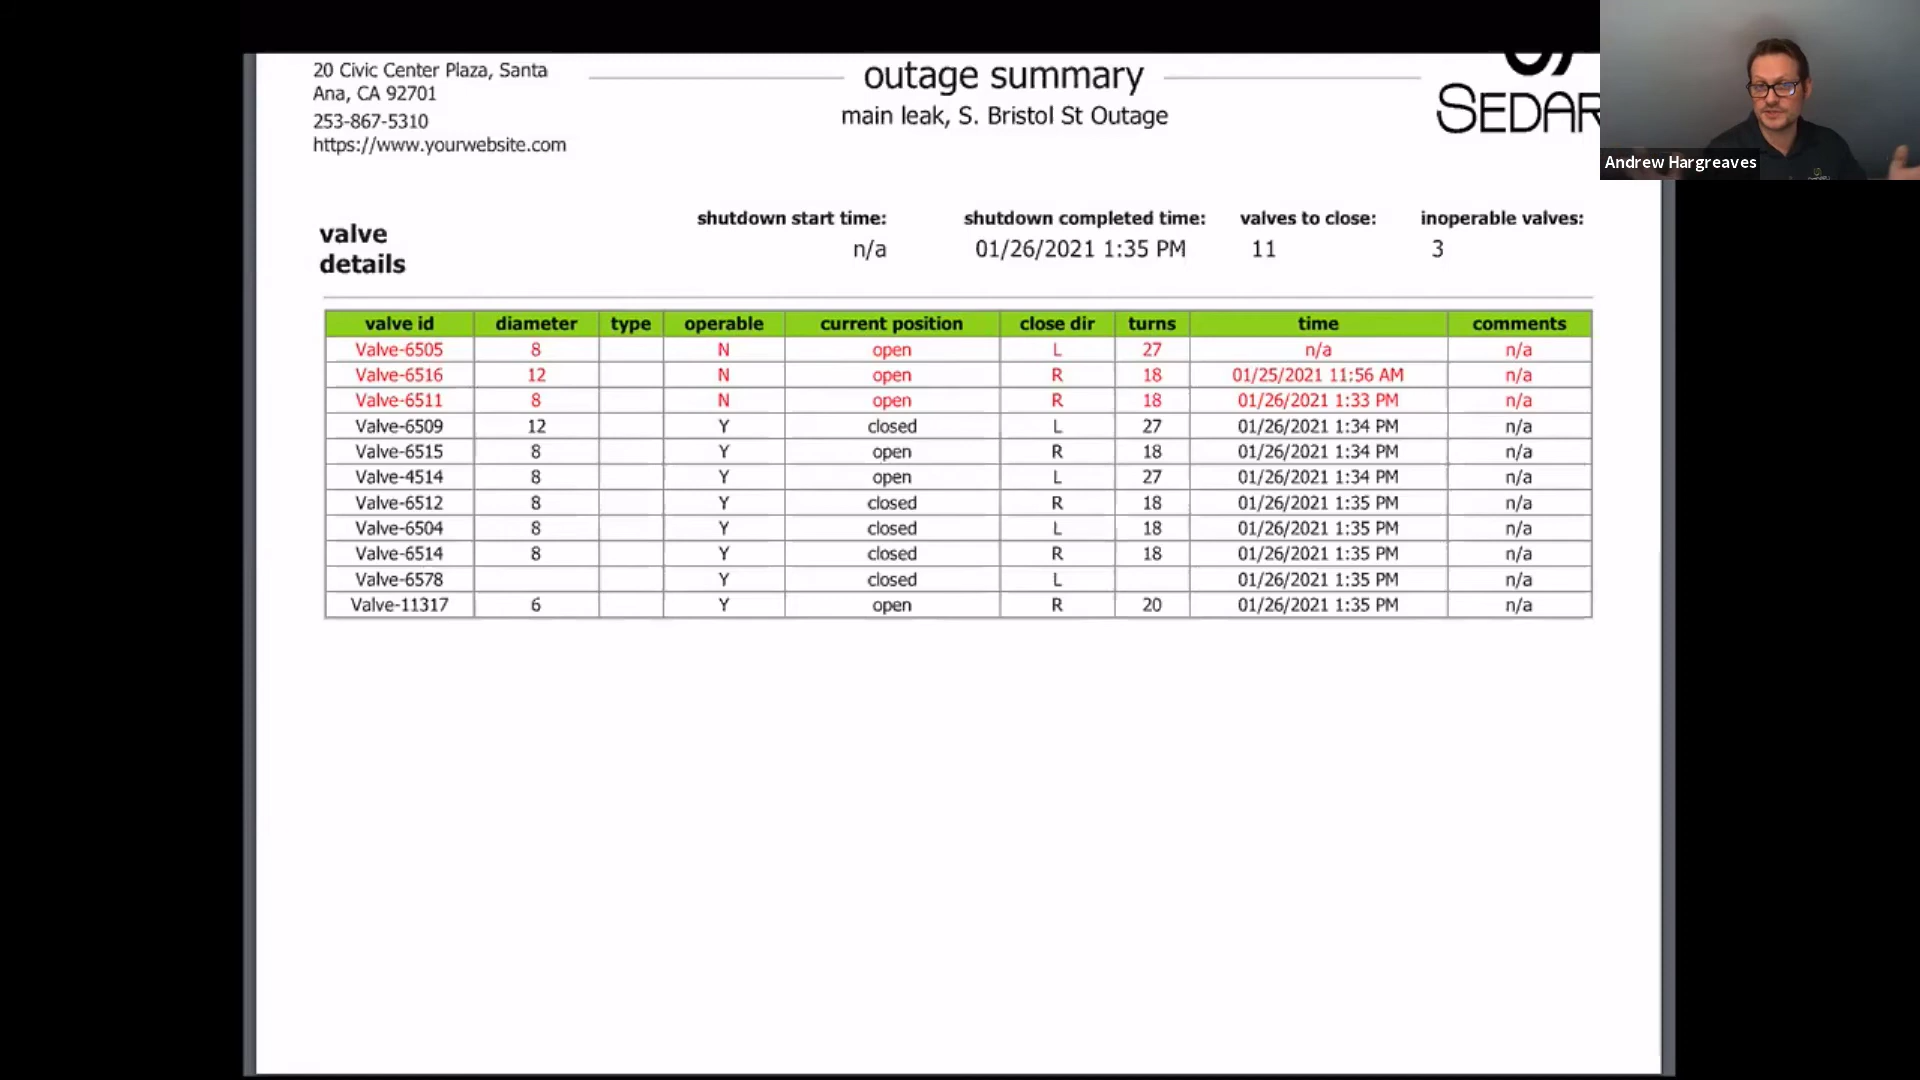 20 Civic Center Plaza, Santa
Ana, CA 92701
253-867-5310
https://www.yourwebsite.com
outage summary
main leak, S. Bristol St Outage
SEDAR
Andrew Hargreaves
valve
details
shutdown start time: shutdown completed time: valves to close: inoperable valves:
n/a 01/26/2021 1:35 PM 11 3
valve id diameter type operable current position close dir turns time comments
Valve-6505 8 N open L 27 n/a n/a
Valve-6516 12 N open R 18 01/25/2021 11:56 AM n/a
Valve-6511 8 N open R 18 01/26/2021 1:33 PM n/a
Valve-6509 12 Y closed L 27 01/26/2021 1:34 PM n/a
Valve-6515 8 Y open R 18 01/26/2021 1:34 PM n/a
Valve-4514 8 Y open L 27 01/26/2021 1:34 PM n/a
Valve-6512 8 Y closed R 18 01/26/2021 1:35 PM n/a
Valve-6504 8 Y closed L 18 01/26/2021 1:35 PM n/a
Valve-6514 8 Y closed R 18 01/26/2021 1:35 PM n/a
Valve-6578 Y closed L 01/26/2021 1:35 PM n/a
Valve-11317 6 Y open R 20 01/26/2021 1:35 PM n/a